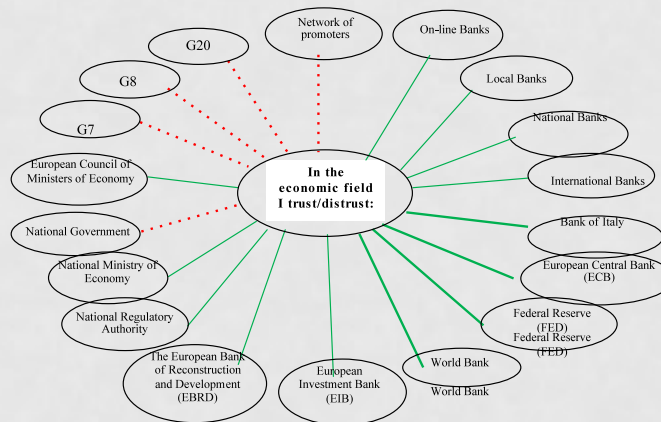 Network of
promoters
On-line Banks
G20
Local Banks
G8
National Banks
G7
In the
economic field
I trust/distrust:
European Council of
Ministers of Economy
International Banks
National Government
Bank of Italy
National Ministry of
Economy
European Central Bank
(ECB)
National Regulatory
Authority
Federal Reserve
(FED)
Federal Reserve
(FED)
The European Bank
of Reconstruction
and Development
(EBRD)
European
Investment Bank
(EIB)
World Bank
World Bank